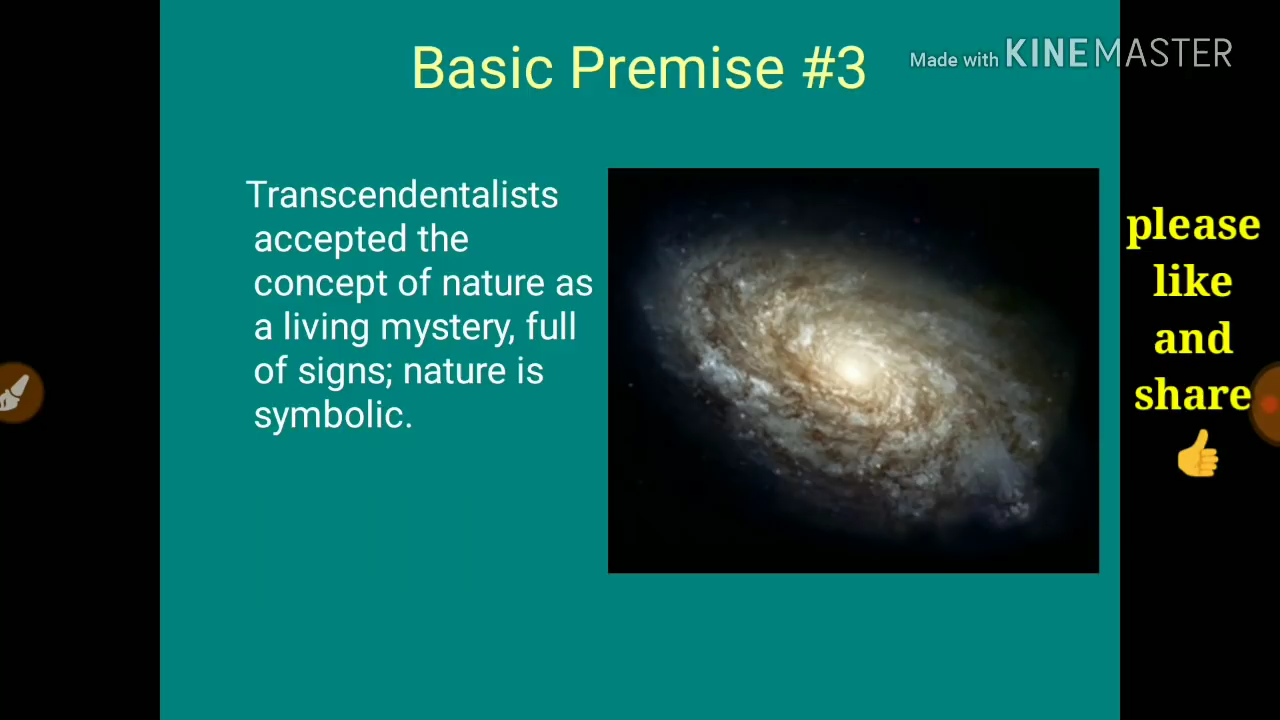 Basic Premise #3
Made with KINEMASTER
Transcendentalists
accepted the
concept of nature as
a living mystery, full
of signs; nature is
symbolic.
please
like
and
share
👍